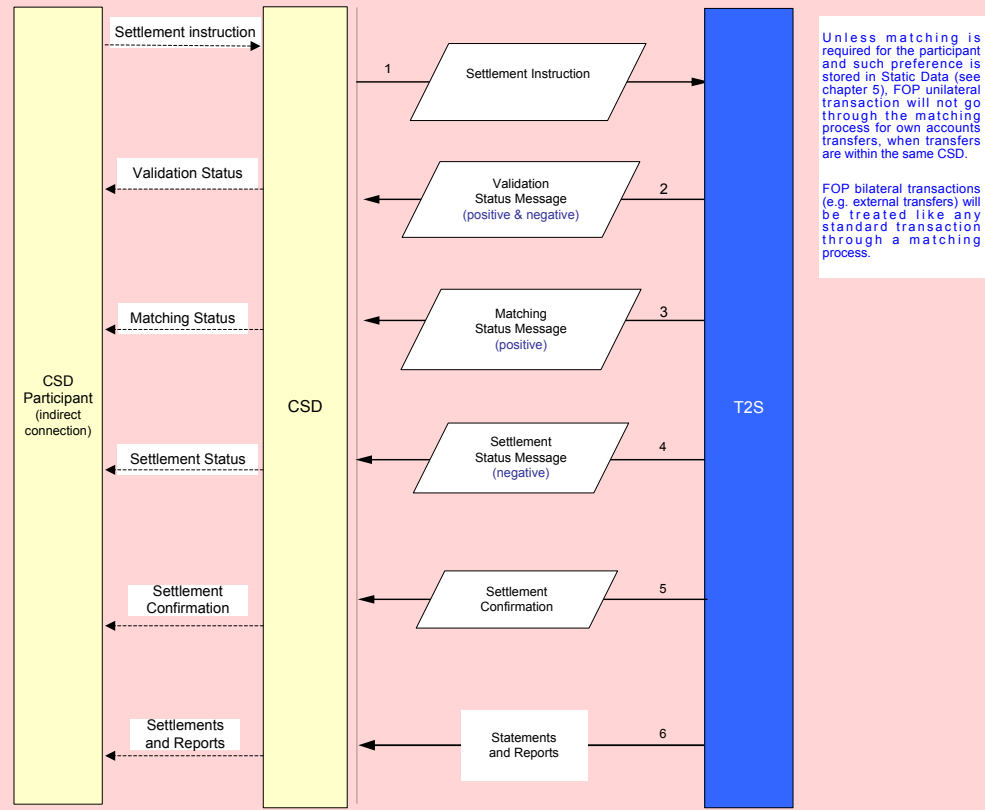 Settlement instruction
1
Settlement Instruction
Unless matching is
required for the participant
and such preference is
stored in Static Data (see
chapter 5), FOP unilateral
transaction will not go
through the matching
process for own accounts
transfers, when transfers
are within the same CSD.
FOP bilateral transactions
(e.g. external transfers) will
be treated like any
standard transaction
through a matching
process.
Validation Status
Validation
Status Message
(positive & negative)
2
Matching Status
Matching
Status Message
(positive)
3
CSD
Participant
(indirect
connection)
CSD
T2S
Settlement Status
Settlement
Status Message
(negative)
4
Settlement
Confirmation
Settlement
Confirmation
5
Settlements
and Reports
Statements
and Reports
6